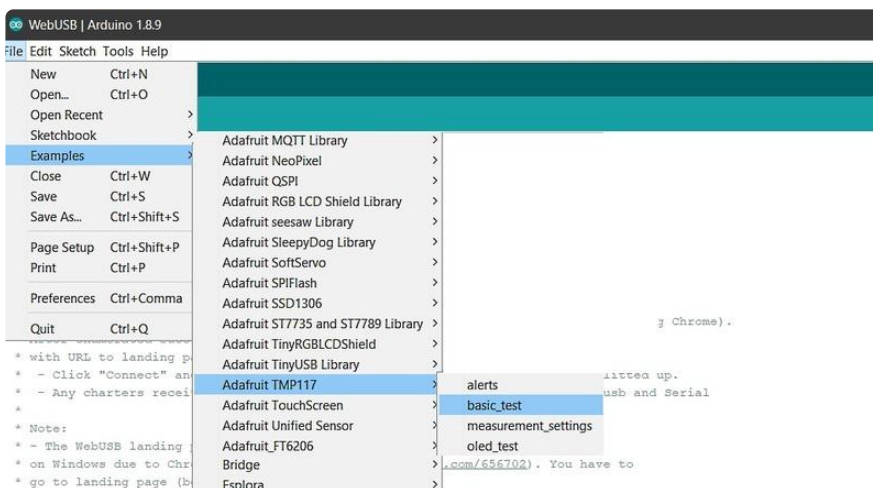 WebUSB | Arduino 1.8.9
File Edit Sketch Tools Help
New Ctrl+N
Open... Ctrl+O
Open Recent
Sketchbook
Examples
Close Ctrl+W
Save Ctrl+S
Save As... Ctrl+Shift+S
Page Setup Ctrl+Shift+P
Print Ctrl+P
Preferences Ctrl+Comma
Quit Ctrl+Q
Adafruit MQTT Library
Adafruit NeoPixel
Adafruit QSPI
Adafruit RGB LCD Shield Library
Adafruit seesaw Library
Adafruit SleepyDog Library
Adafruit SoftServo
Adafruit SPIFlash
Adafruit SSD1306
Adafruit ST7735 and ST7789 Library
Adafruit TinyRGBLCDShield
Adafruit TinyUSB Library
Adafruit TMP117
Adafruit TouchScreen
Adafruit Unified Sensor
Adafruit_FT6206
Bridge
Esplora
alerts
basic_test
measurement_settings
oled_test
g Chrome).
* with URL to landing p
* - Click "Connect" an litted up.
* - Any charters recei usb and Serial
*
* Note:
* - The WebUSB landing
* on Windows due to Chr .com/656702). You have to
* go to landing page (b